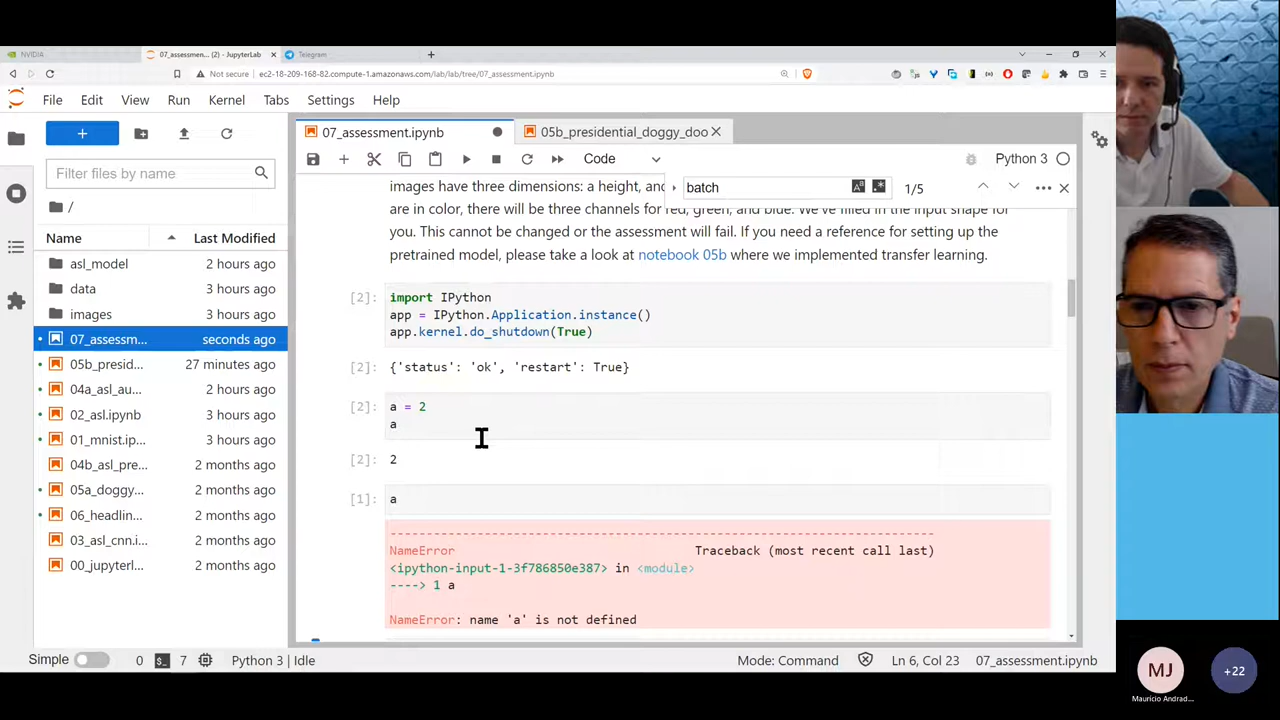 NVIDIA
07_assessmen... (2) - JupyterLab
Telegram
Not secure
ec2-18-209-168-82.compute-1.amazonaws.com/lab/lab/tree/07_assessment.ipynb
File Edit View Run Kernel Tabs Settings Help
Filter files by name
/
Name Last Modified
asl_model 2 hours ago
data 3 hours ago
images 3 hours ago
07_assessm... seconds ago
05b_presid... 27 minutes ago
04a_asl_au... 2 hours ago
02_asl.ipynb 3 hours ago
01_mnist.ip... 3 hours ago
04b_asl_pre... 2 months ago
05a_doggy... 2 months ago
06_headlin... 2 months ago
03_asl_cnn.i... 2 months ago
00_jupyterl... 2 months ago
07_assessment.ipynb
05b_presidential_doggy_doo
Code
Python 3
batch
1/5
images have three dimensions: a height, and
are in color, there will be three channels for red, green, and blue. We've filled in the input shape for
you. This cannot be changed or the assessment will fail. If you need a reference for setting up the
pretrained model, please take a look at notebook 05b where we implemented transfer learning.
[2]: import IPython
app = IPython.Application.instance()
app.kernel.do_shutdown(True)
[2]: {'status': 'ok', 'restart': True}
[2]: a = 2
a
[2]: 2
[1]: a
---------------------------------------------------------------------------
NameError Traceback (most recent call last)
<ipython-input-1-3f786850e387> in <module>
----> 1 a
NameError: name 'a' is not defined
Simple 0 $_ 7 Python 3 | Idle
Mode: Command
Ln 6, Col 23
07_assessment.ipynb
MJ
+22
Mauricio Andrad...